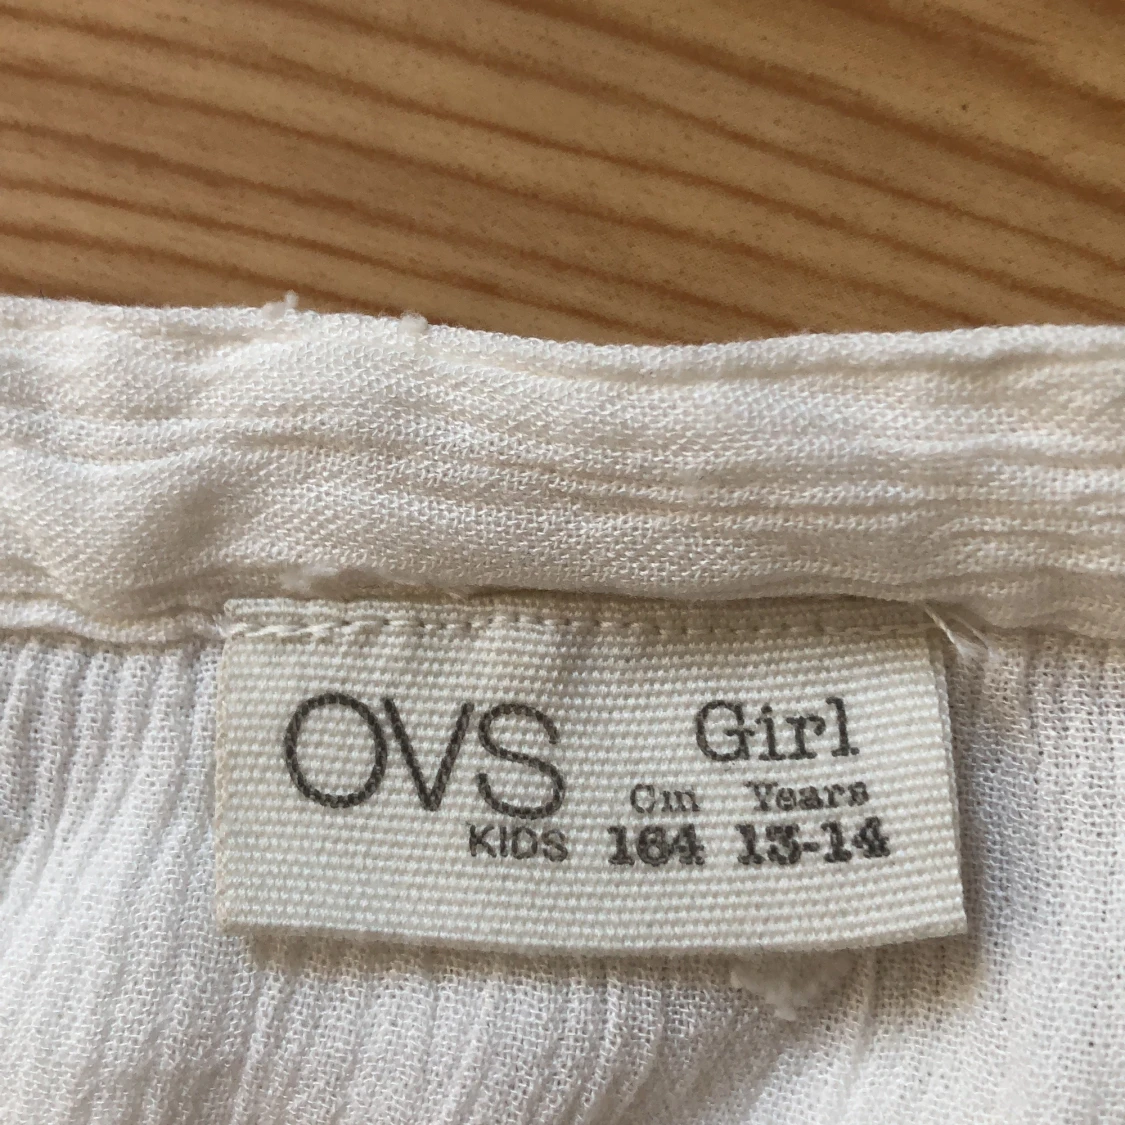 OVS Girl
Cm Years
KIDS 164 13-14